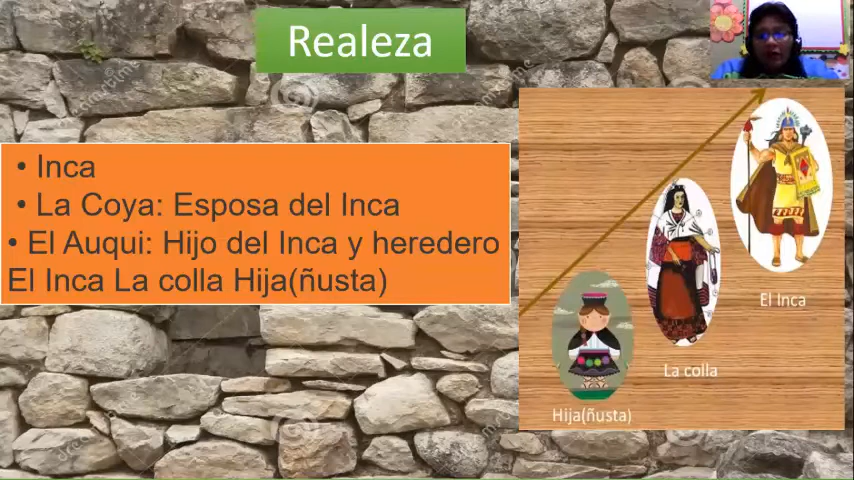 Realeza
• Inca
• La Coya: Esposa del Inca
• El Auqui: Hijo del Inca y heredero
El Inca La colla Hija(ñusta)
El Inca
La colla
Hija(ñusta)